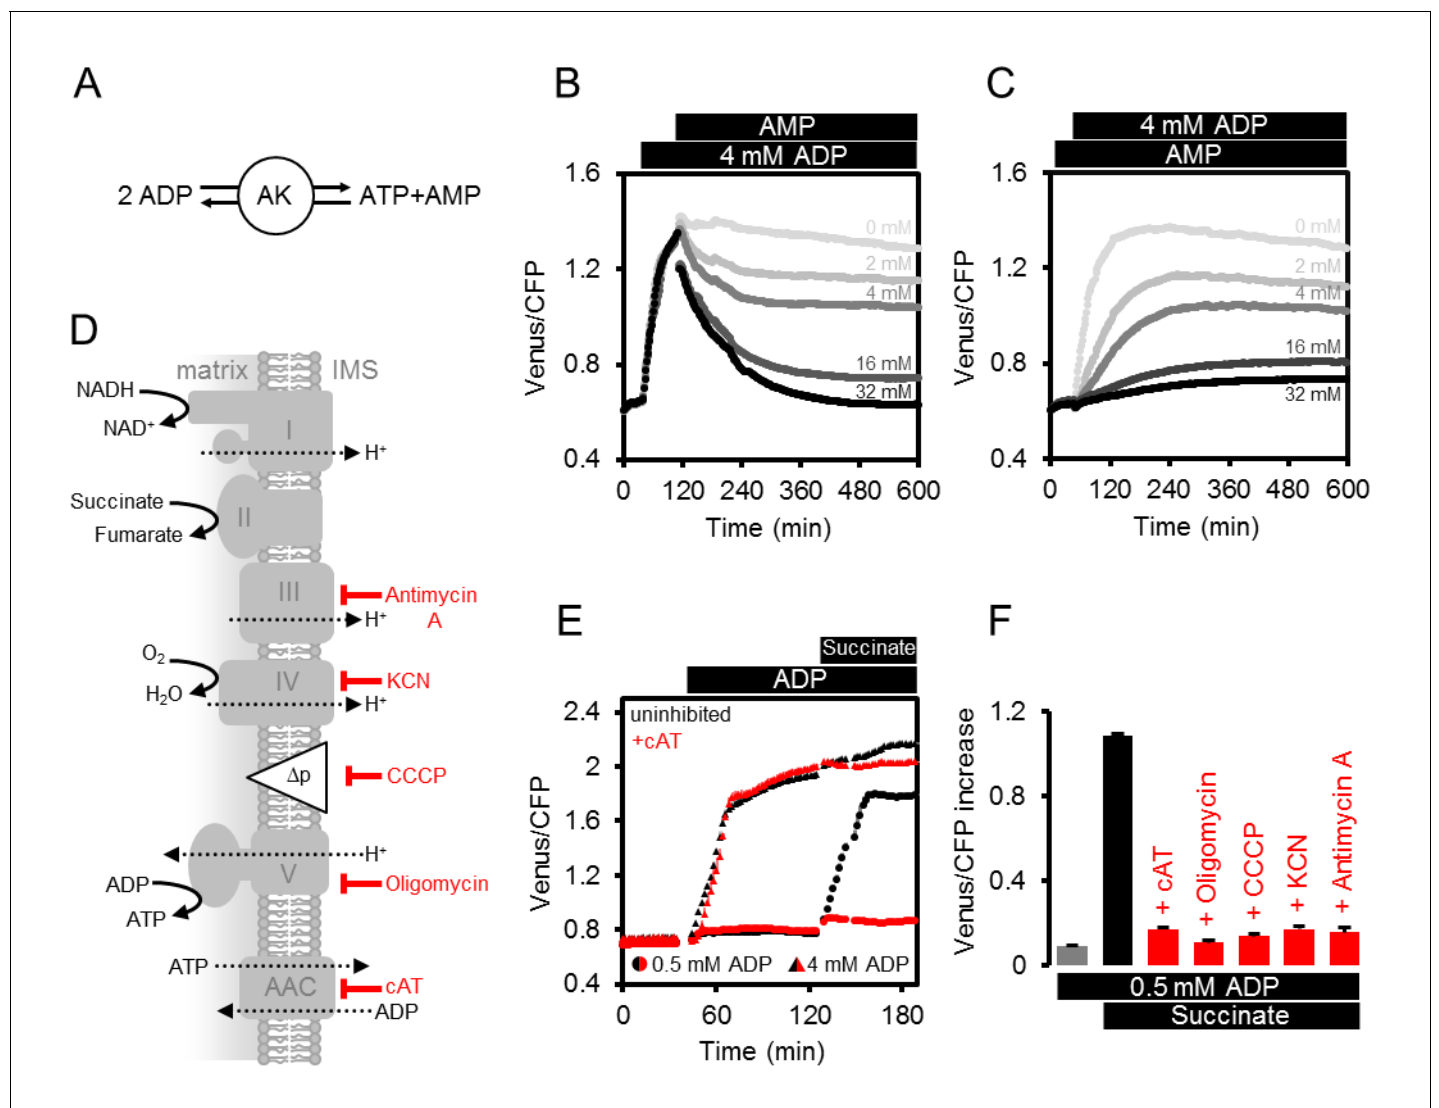 A
2 ADP
AK
ATP+AMP
B
AMP
4 mM ADP
1.6
1.2
0.8
0.4
Venus/CFP
0 mM
2 mM
4 mM
16 mM
32 mM
0 120 240 360 480 600
Time (min)
C
4 mM ADP
AMP
1.6
1.2
0.8
0.4
Venus/CFP
0 mM
2 mM
4 mM
16 mM
32 mM
0 120 240 360 480 600
Time (min)
D
matrix IMS
NADH
NAD⁺
I
H⁺
Succinate
Fumarate
II
III
Antimycin
A
H⁺
O₂
H₂O
IV
KCN
H⁺
Δp
CCCP
H⁺
V
ADP
ATP
Oligomycin
ATP
AAC
cAT
ADP
E
Succinate
ADP
2.4
2
1.6
1.2
0.8
0.4
Venus/CFP
uninhibited
+cAT
0.5 mM ADP
4 mM ADP
0 60 120 180
Time (min)
F
1.2
0.8
0.4
0
Venus/CFP increase
+ cAT
+ Oligomycin
+ CCCP
+ KCN
+ Antimycin A
0.5 mM ADP
Succinate